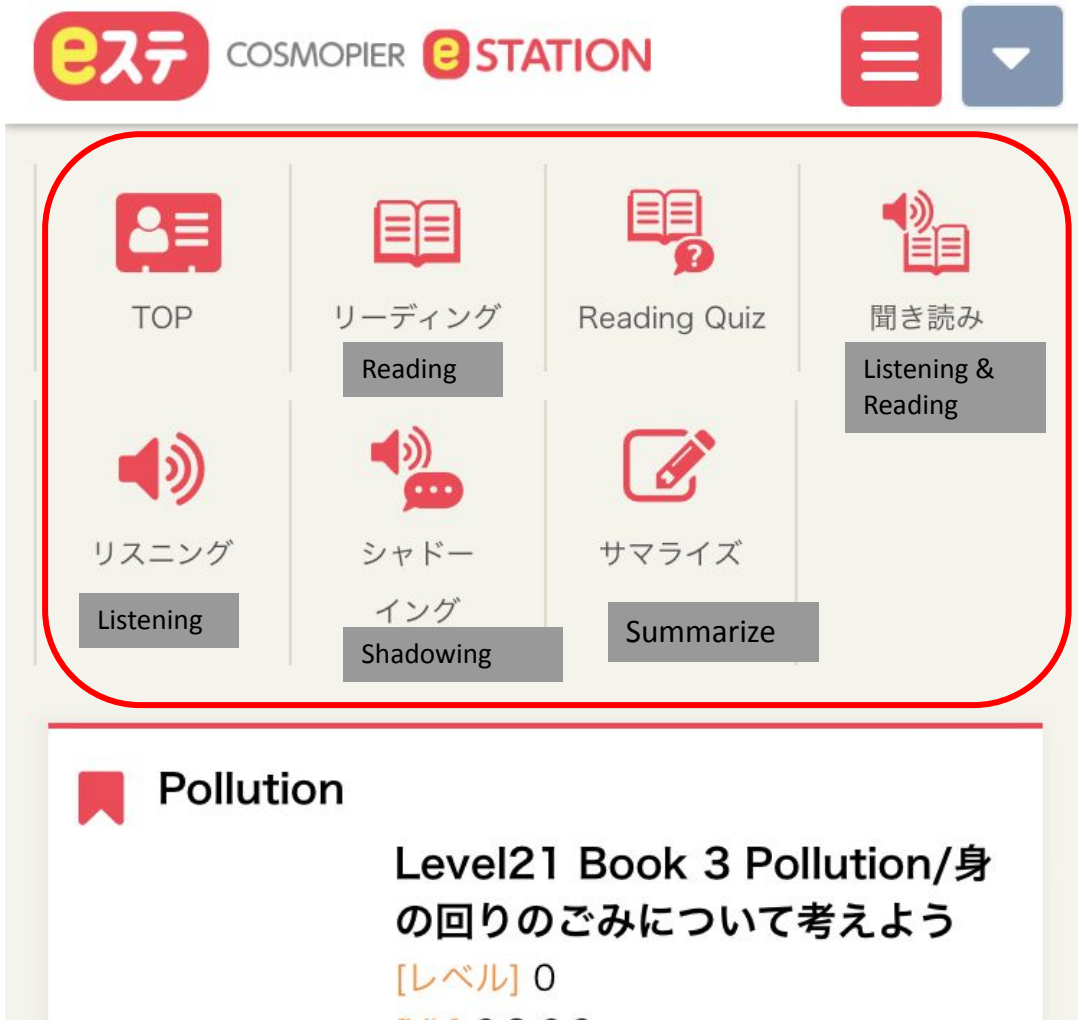 eステ COSMOPIER e STATION
TOP
リーディング
Reading
Reading Quiz
聞き読み
Listening &
Reading
リスニング
Listening
シャドー
イング
Shadowing
サマライズ
Summarize
Pollution
Level21 Book 3 Pollution/身
の回りのごみについて考えよう
[レベル] 0